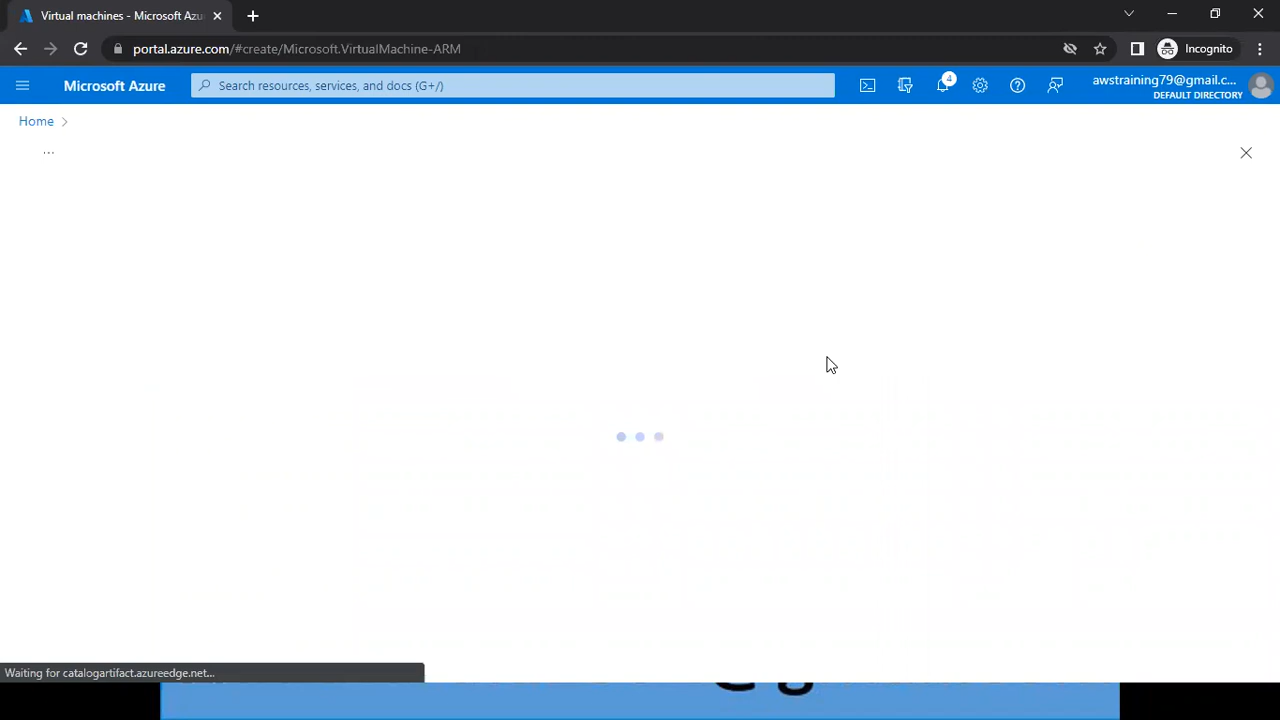 Virtual machines - Microsoft Azu
portal.azure.com/#create/Microsoft.VirtualMachine-ARM
Incognito
Microsoft Azure
Search resources, services, and docs (G+/)
4
awstraining79@gmail.c...
DEFAULT DIRECTORY
Home
...
Waiting for catalogartifact.azureedge.net...